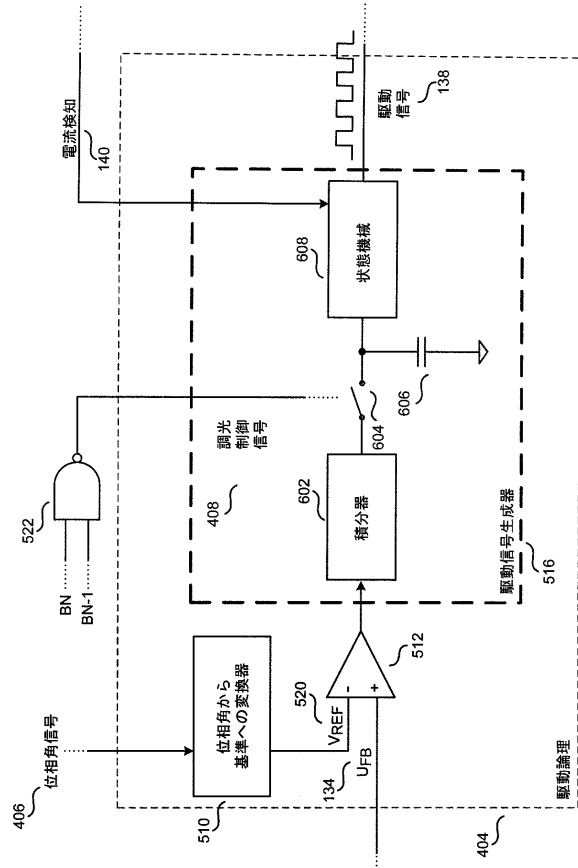 406
位相角信号
BN
BN-1
522
電流検知
140
408
調光
制御
信号
510
位相角から
基準への変換器
520
VREF
134
UFB
-
+
512
602
積分器
604
606
608
状態機械
駆動
信号
138
駆動信号生成器
516
404
駆動論理